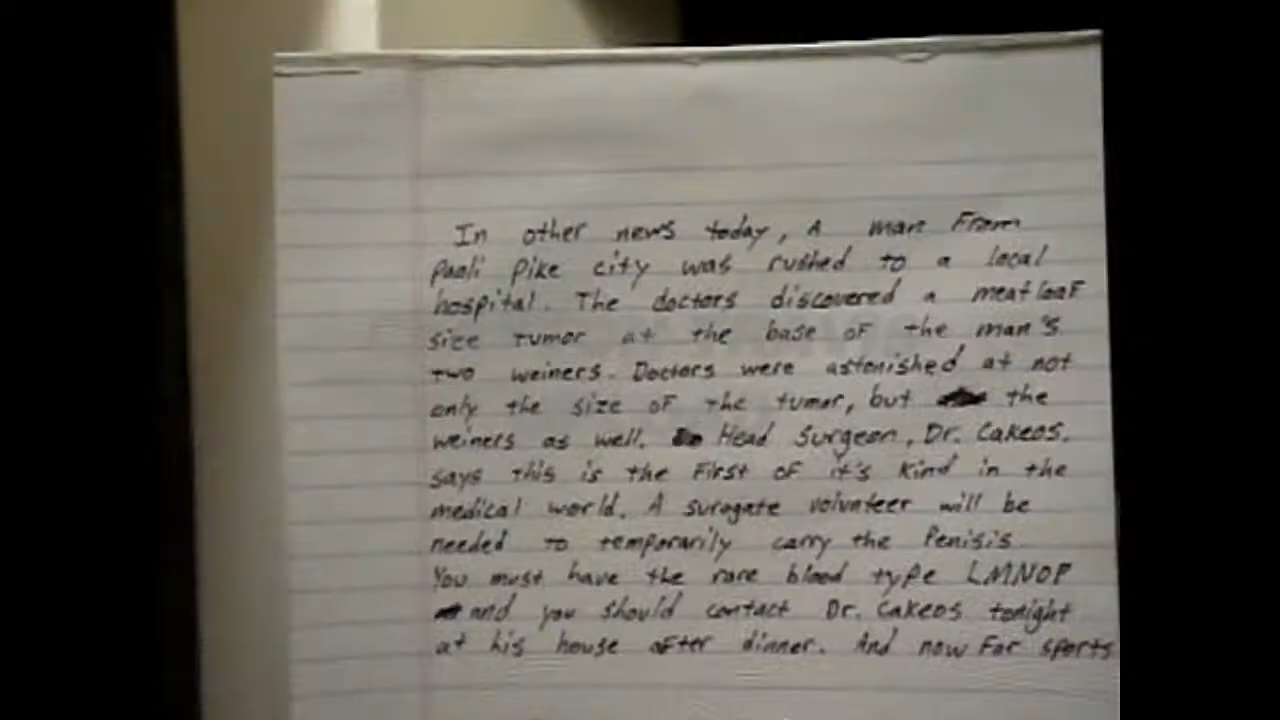 In other news today, A man From
Paoli Pike city was rushed to a local
hospital. The doctors discovered a meatloaF
size tumor at the base oF the man's
two weiners. Doctors were astonished at not
only the size oF the tumor, but the
weiners as well. Head Surgeon, Dr. Cakeos,
says this is the First oF it's Kind in the
medical world. A surogate volunteer will be
needed to temporarily carry the Penisis
You must have the rare blood type LMNOP
and you should contact Dr. Cakeos tonight
at his house aFter dinner. And now For sports